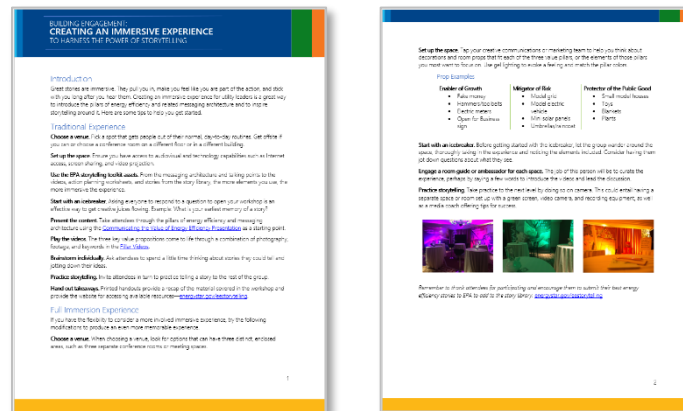 BUILDING ENGAGEMENT:
CREATING AN IMMERSIVE EXPERIENCE
TO HARNESS THE POWER OF STORYTELLING
Introduction
Great stories are immersive. They pull you in, make you feel like you are part of the action, and stick
with you long after you hear them. Creating an immersive experience for utility leaders is a great way
to introduce the pillars of energy efficiency and related messaging architecture and to inspire
storytelling around it. Here are some tips to help you get started.
Traditional Experience
Choose a venue. Pick a spot that gets people out of their normal, day-to-day routines. Get offsite if
you can or choose a conference room on a different floor or in a different building.
Set up the space. Ensure you have access to audiovisual and technology capabilities such as Internet
access, screen sharing, and video projection.
Use the EPA storytelling toolkit assets. From the messaging architecture and talking points to the
videos, action planning worksheets, and stories from the story library, the more elements you use, the
more immersive the experience.
Start with an icebreaker. Asking everyone to respond to a question to open your workshop is an
effective way to get creative juices flowing. Example: What's your earliest memory of a story?
Present the content. Take attendees through the pillars of energy efficiency and messaging
architecture using the Communicating the Value of Energy Efficiency Presentation as a starting point.
Play the videos. The three key value propositions come to life through a combination of photography,
footage, and keywords in the Pillar Videos.
Brainstorm individually. Ask attendees to spend a little time thinking about stories they could tell and
jotting down their ideas.
Practice storytelling. Invite attendees in turn to practice telling a story to the rest of the group.
Hand out takeaways. Printed handouts provide a recap of the material covered in the workshop and
provide the website for accessing available resources—energystar.gov/eestorytelling.
Full Immersion Experience
If you have the flexibility to consider a more involved immersive experience, try the following
modifications to produce an even more memorable experience.
Choose a venue. When choosing a venue, look for options that can have three distinct, enclosed
areas, such as three separate conference rooms or meeting spaces.
1
Set up the space. Tap your creative communications or marketing team to help you think about
decorations and room props that fit each of the three value pillars, or the elements of those pillars
you most want to focus on. Use gel lighting to evoke a feeling and match the pillar colors.
Prop Examples
Enabler of Growth
• Fake money
• Hammers/tool belts
• Electric meters
• Open for Business
sign
Mitigator of Risk
• Model grid
• Model electric
vehicle
• Mini solar panels
• Umbrellas/raincoat
Protector of the Public Good
• Small model houses
• Toys
• Blankets
• Plants
Start with an icebreaker. Before getting started with the icebreaker, let the group wander around the
space, thoroughly taking in the experience and noticing the elements included. Consider having them
jot down questions about what they see.
Engage a room guide or ambassador for each space. The job of this person will be to curate the
experience, perhaps by saying a few words to introduce the videos and lead the discussion.
Practice storytelling. Take practice to the next level by doing so on camera. This could entail having a
separate space or room set up with a green screen, video camera, and recording equipment, as well
as a media coach offering tips for success.
Remember to thank attendees for participating and encourage them to submit their best energy
efficiency stories to EPA to add to the story library: energystar.gov/eestorytelling.